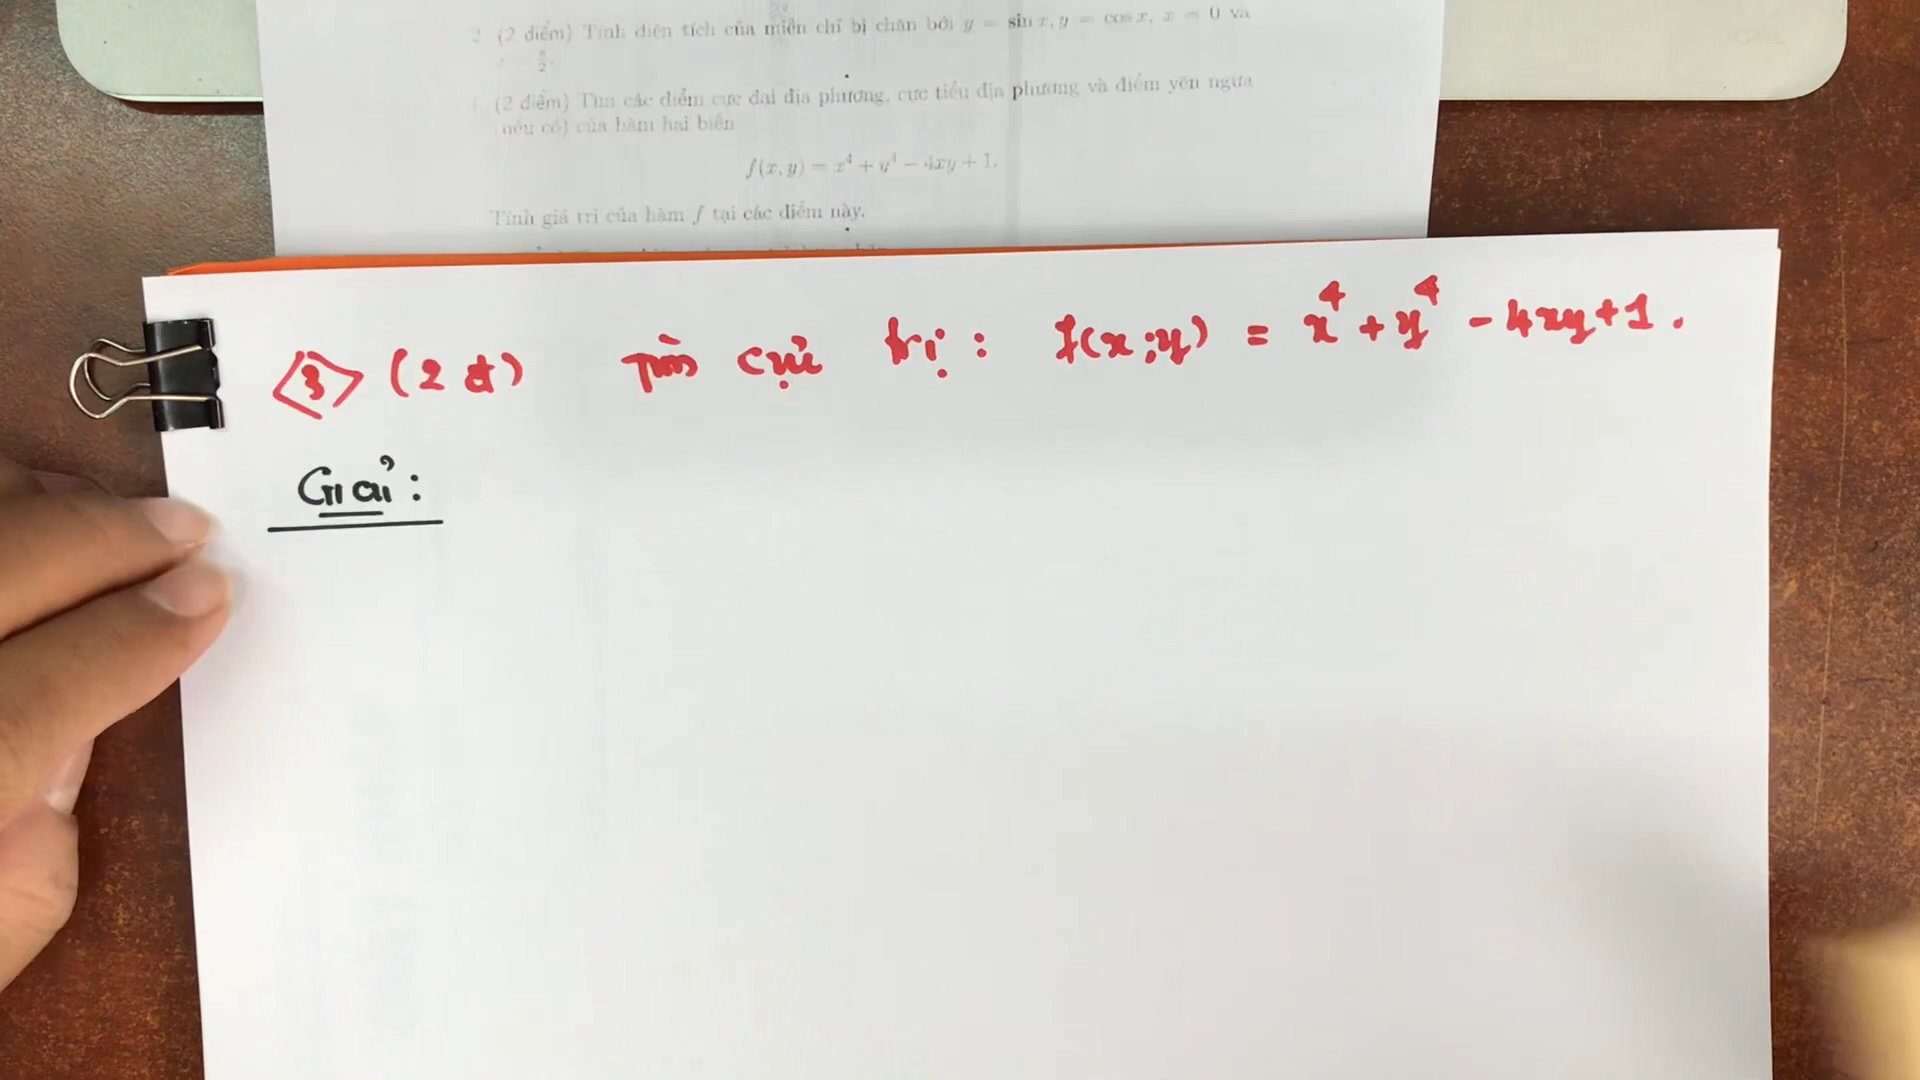 2. (2 điểm) Tính diện tích của miền chỉ bị chặn bởi y = sin x, y = cos x, x = 0 và
π/2.
(2 điểm) Tìm các điểm cực đại địa phương, cực tiểu địa phương và điểm yên ngựa
(nếu có) của hàm hai biến
f(x, y) = x⁴ + y⁴ − 4xy + 1.
Tính giá trị của hàm f tại các điểm này.
3 (2 đ) Tìm cực trị : f(x;y) = x⁴ + y⁴ - 4xy + 1.
Giải :